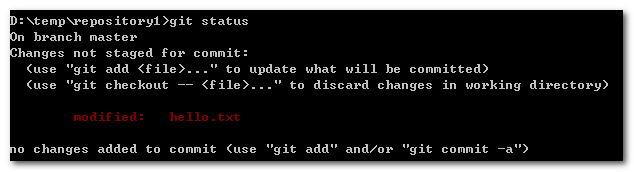 D:\temp\repository1>git status
On branch master
Changes not staged for commit:
  (use "git add <file>..." to update what will be committed)
  (use "git checkout -- <file>..." to discard changes in working directory)

        modified:   hello.txt

no changes added to commit (use "git add" and/or "git commit -a")